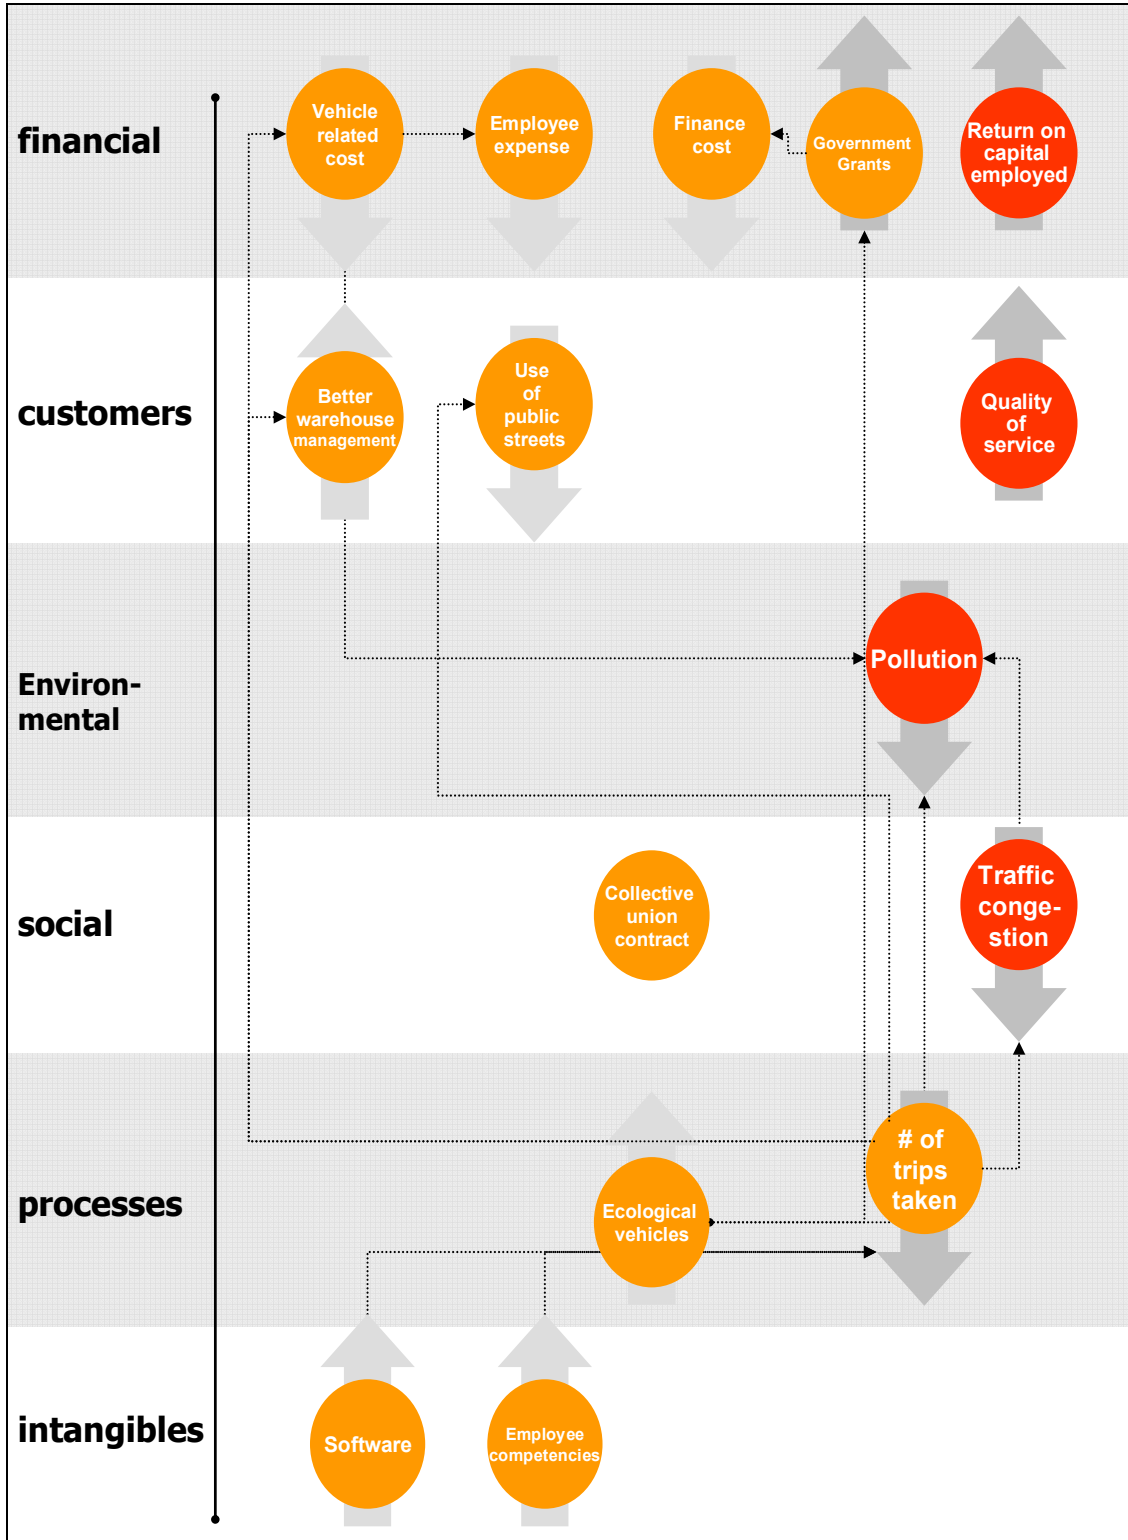 financial
Vehicle
related
cost
Employee
expense
Finance
cost
Government
Grants
Return on
capital
employed
customers
Better
warehouse
management
Use
of
public
streets
Quality
of
service
Environ-
mental
Pollution
social
Collective
union
contract
Traffic
conge-
stion
processes
Ecological
vehicles
# of
trips
taken
intangibles
Software
Employee
competencies